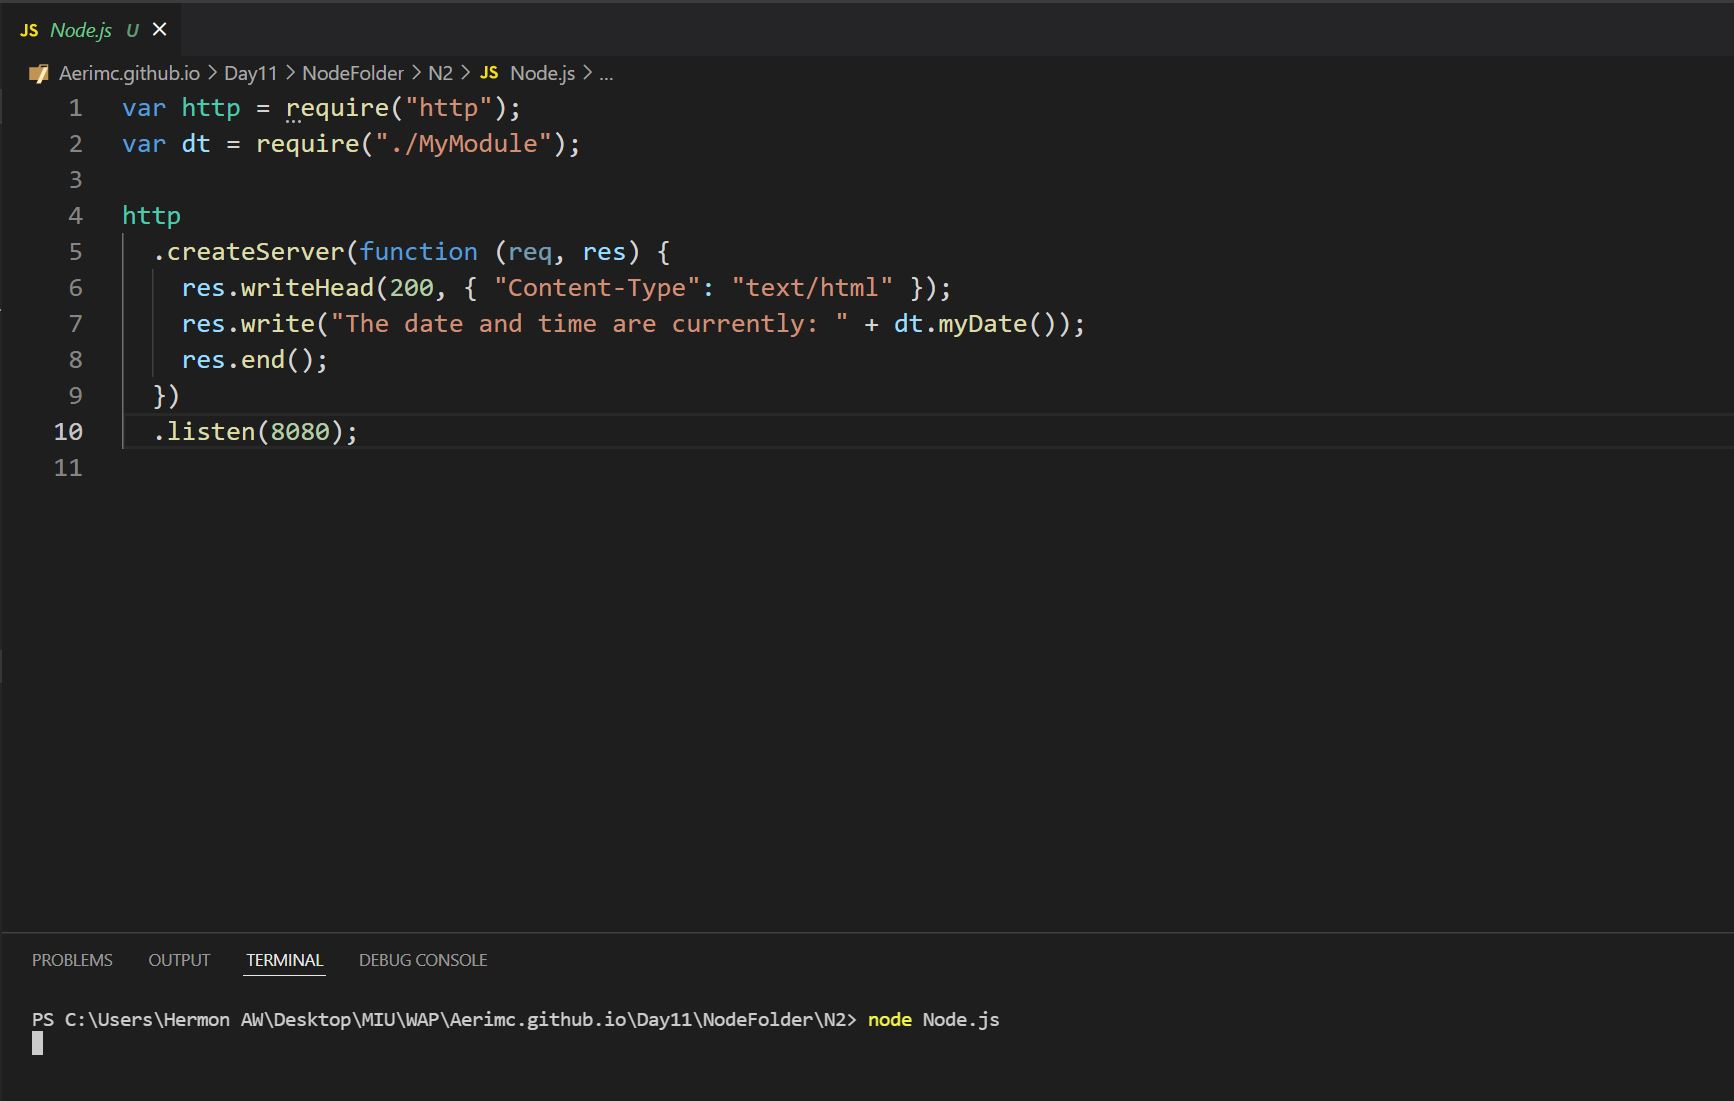 JS Node.js U
Aerimc.github.io > Day11 > NodeFolder > N2 > JS Node.js > ...
1 var http = require("http");
2 var dt = require("./MyModule");
3
4 http
5   .createServer(function (req, res) {
6     res.writeHead(200, { "Content-Type": "text/html" });
7     res.write("The date and time are currently: " + dt.myDate());
8     res.end();
9   })
10   .listen(8080);
11
PROBLEMS OUTPUT TERMINAL DEBUG CONSOLE
PS C:\Users\Hermon AW\Desktop\MIU\WAP\Aerimc.github.io\Day11\NodeFolder\N2> node Node.js